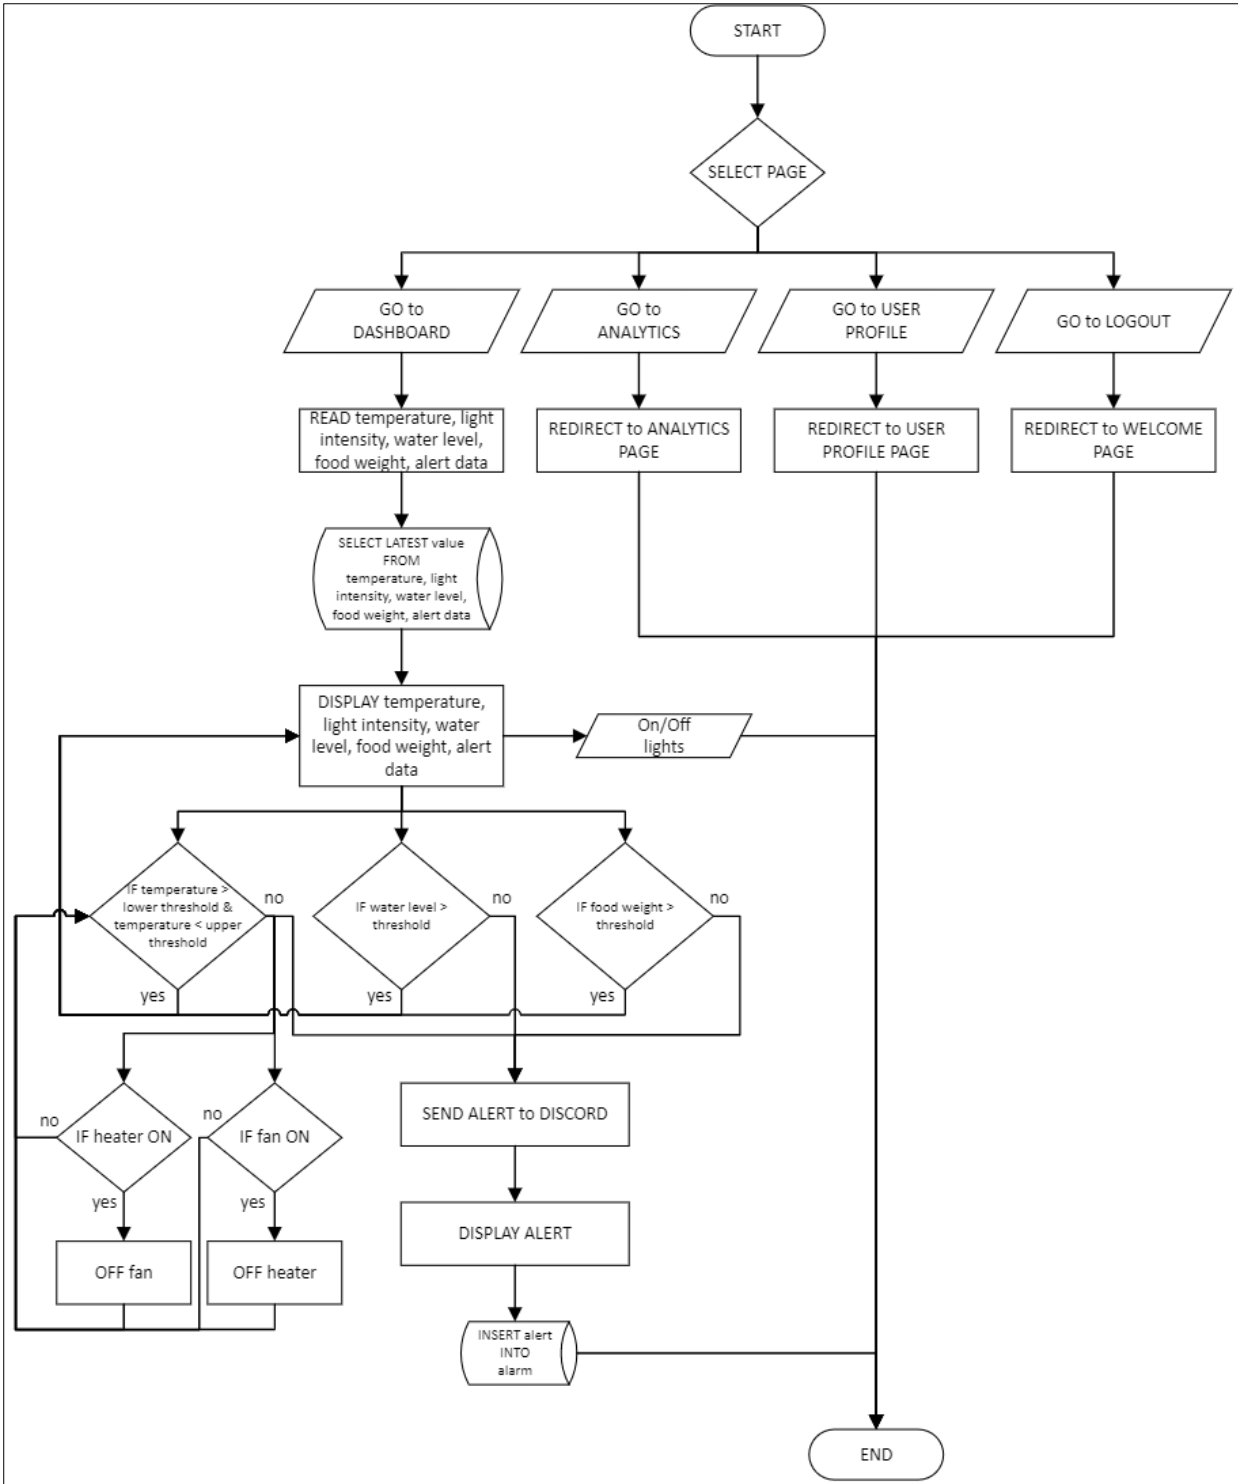 START
SELECT PAGE
GO to
DASHBOARD
GO to
ANALYTICS
GO to USER
PROFILE
GO to LOGOUT
READ temperature, light
intensity, water level,
food weight, alert data
REDIRECT to ANALYTICS
PAGE
REDIRECT to USER
PROFILE PAGE
REDIRECT to WELCOME
PAGE
SELECT LATEST value
FROM
temperature, light
intensity, water level,
food weight, alert data
DISPLAY temperature,
light intensity, water
level, food weight, alert
data
On/Off
lights
IF temperature >
lower threshold &
temperature < upper
threshold
no
yes
IF water level >
threshold
no
yes
IF food weight >
threshold
no
yes
no
IF heater ON
yes
no
IF fan ON
yes
SEND ALERT to DISCORD
OFF fan
OFF heater
DISPLAY ALERT
INSERT alert
INTO
alarm
END